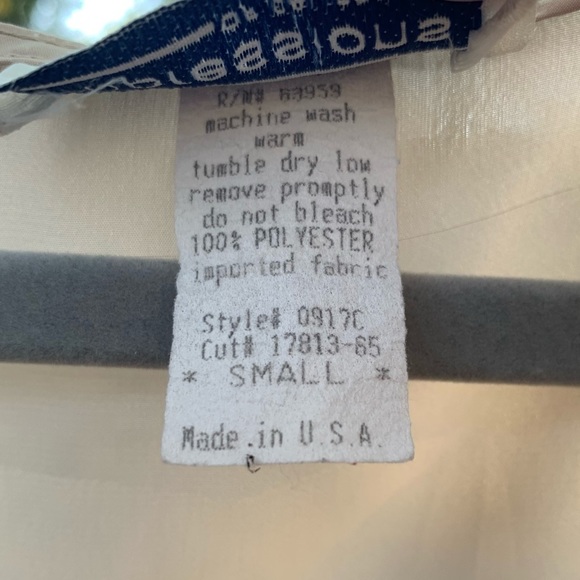 R/N# 63959
machine wash
warm
tumble dry low
remove promptly
do not bleach
100% POLYESTER
imported fabric
Style# 0917C
Cut# 17813-65
* SMALL *
Made.in U.S.A.